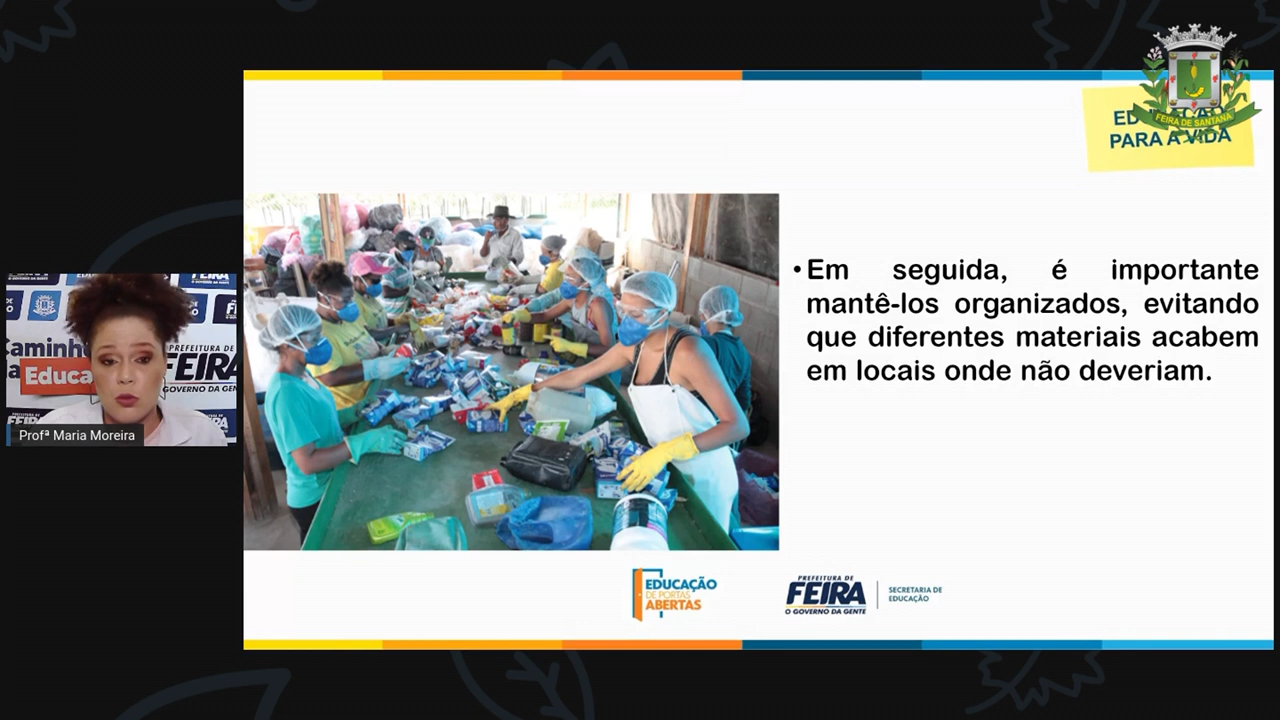 FEIRA DE SANTANA
PARA A VIDA
• Em seguida, é importante
mantê-los organizados, evitando
que diferentes materiais acabem
em locais onde não deveriam.
Caminho
Educa
PREFEITURA DE
FEIRA
GOVERNO DA GENTE
Profª Maria Moreira
EDUCAÇÃO
DE PORTAS
ABERTAS
PREFEITURA DE
FEIRA
O GOVERNO DA GENTE
SECRETARIA DE
EDUCAÇÃO